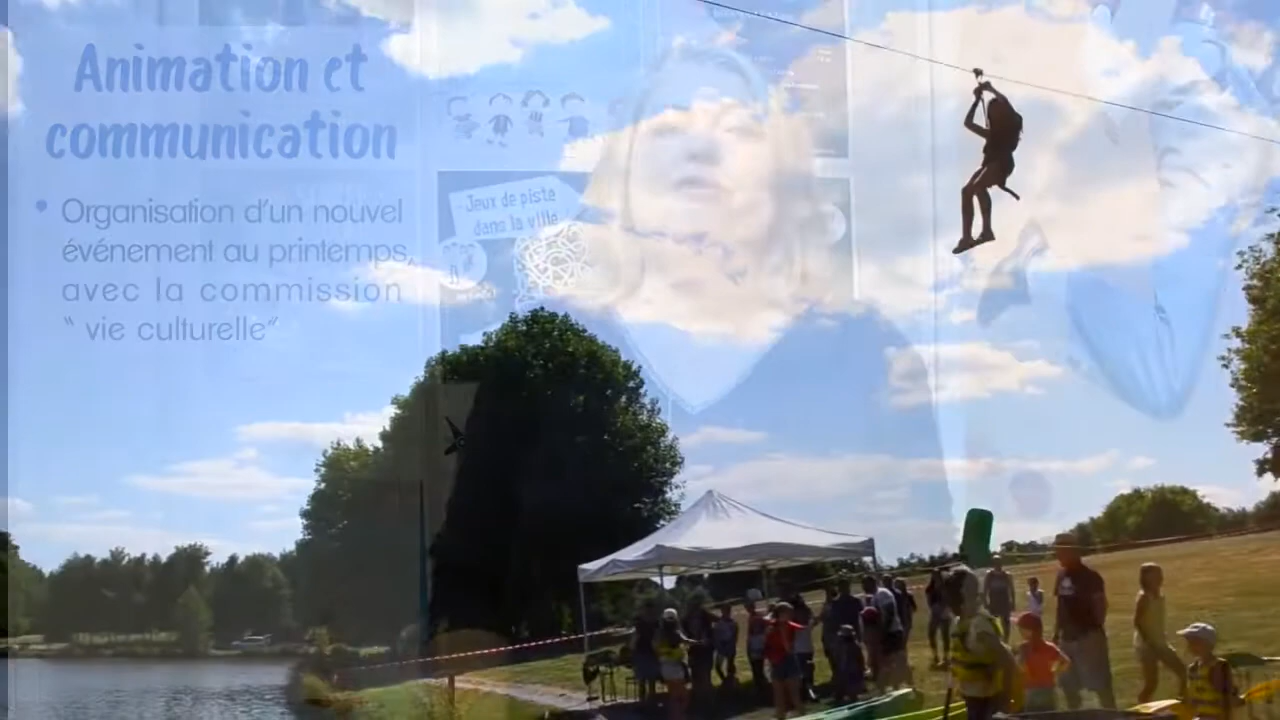 Animation et
communication
• Organisation d'un nouvel
événement au printemps,
avec la commission
“ vie culturelle”
Jeux de piste
dans la ville